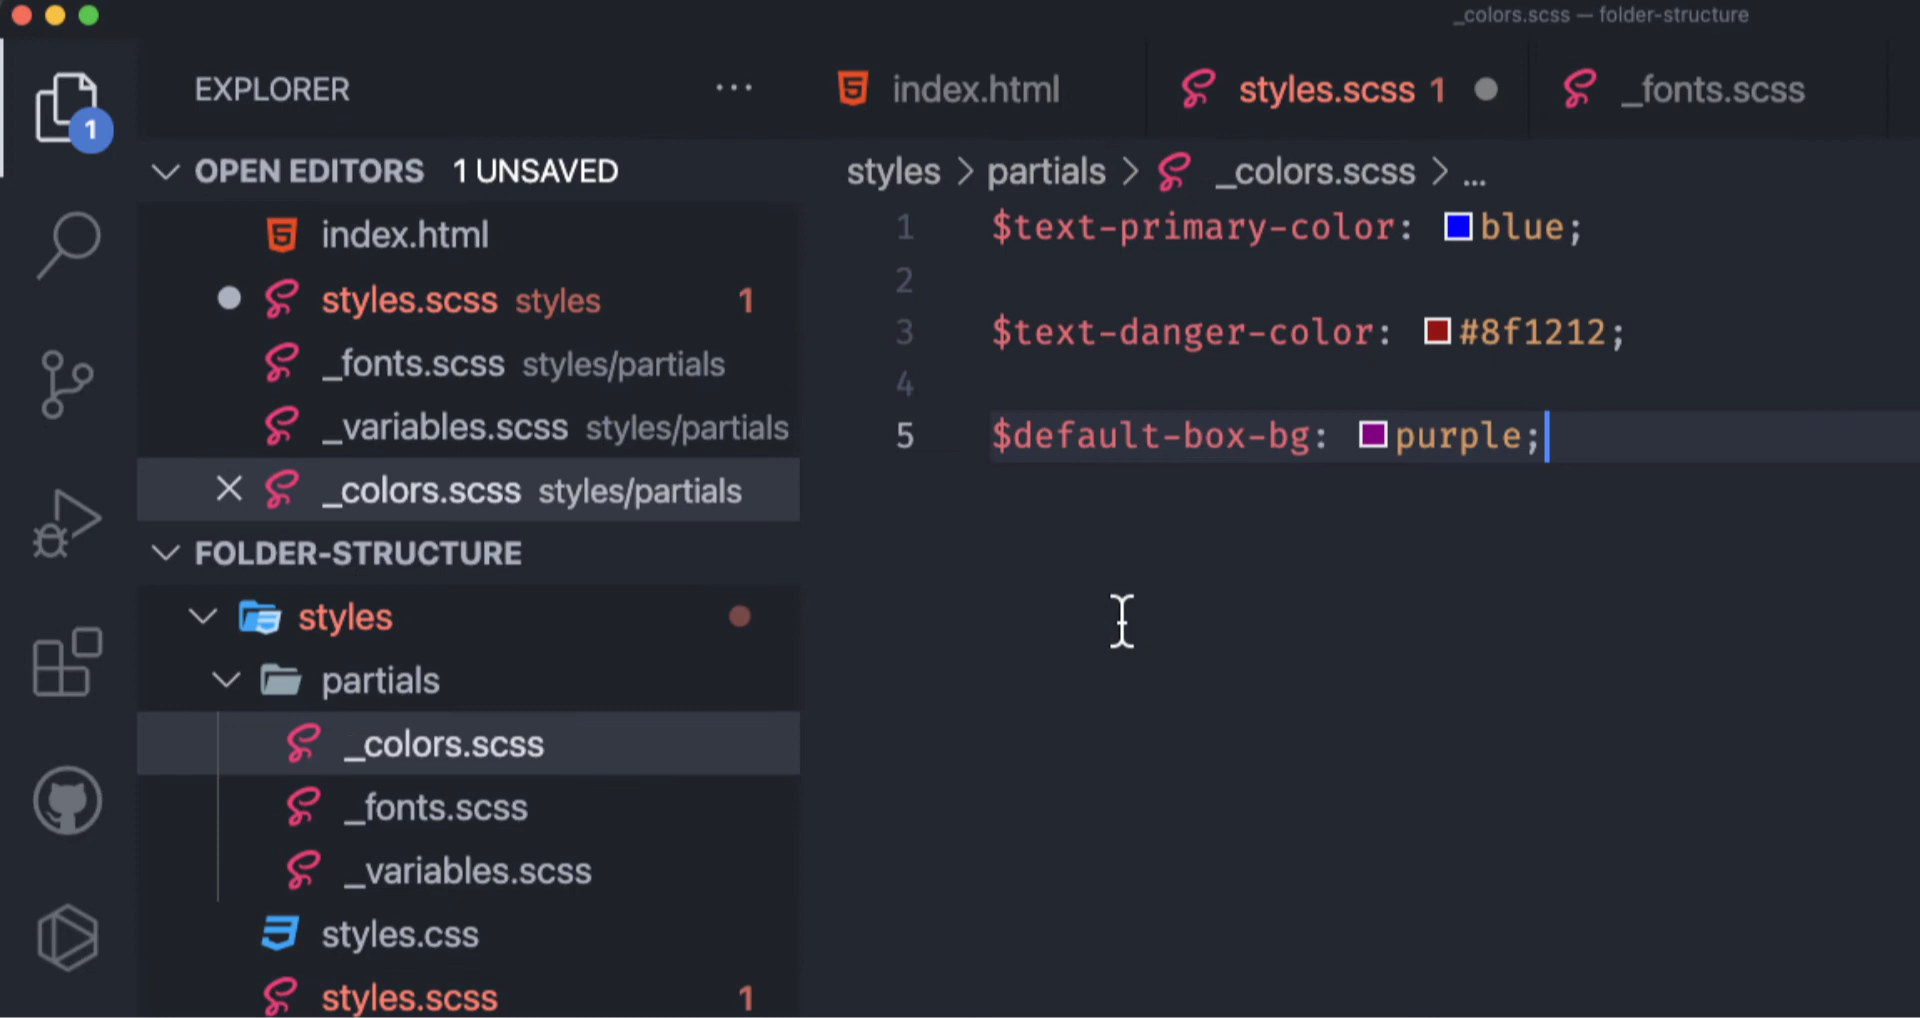 _colors.scss — folder-structure
EXPLORER ...
index.html
styles.scss 1
_fonts.scss
1
OPEN EDITORS 1 UNSAVED
index.html
styles.scss styles 1
_fonts.scss styles/partials
_variables.scss styles/partials
_colors.scss styles/partials
FOLDER-STRUCTURE
styles
partials
_colors.scss
_fonts.scss
_variables.scss
styles.css
styles.scss 1
styles > partials > _colors.scss > ...
1 $text-primary-color: blue;
2
3 $text-danger-color: #8f1212;
4
5 $default-box-bg: purple;